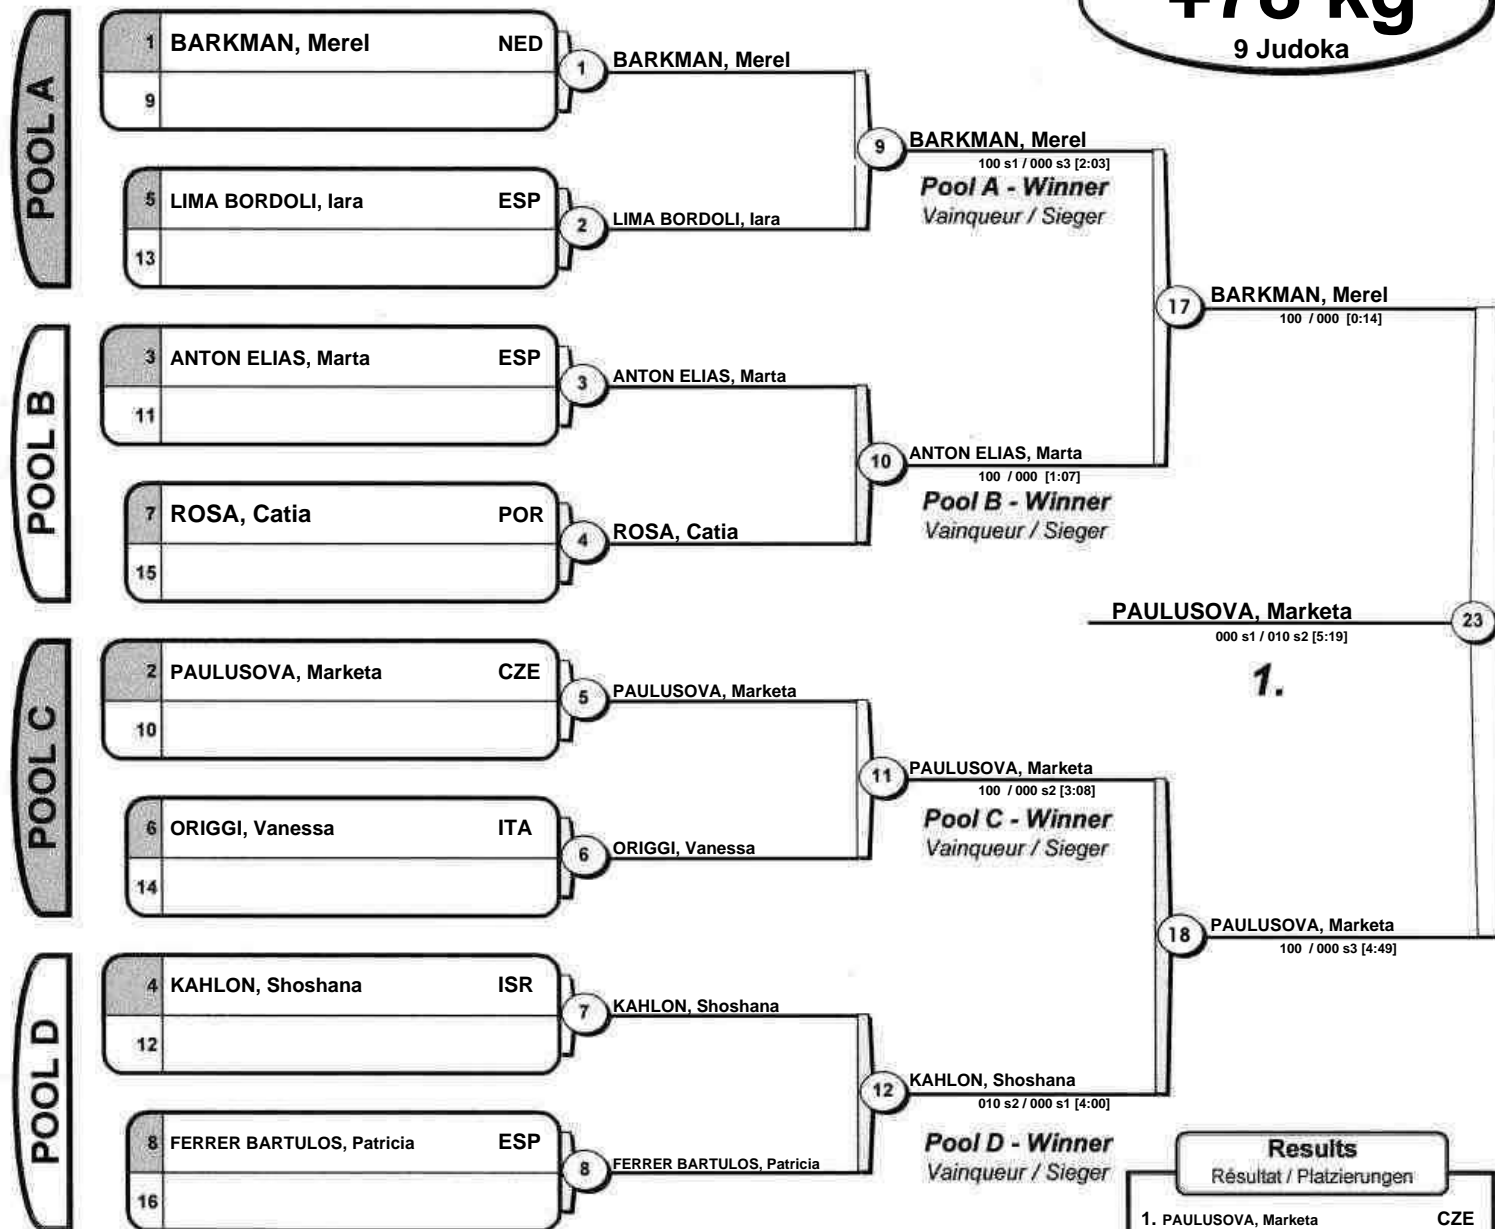 +78 kg
9 Judoka
POOL A
1 BARKMAN, Merel NED
9
1 BARKMAN, Merel
5 LIMA BORDOLI, Iara ESP
13
2 LIMA BORDOLI, Iara
9 BARKMAN, Merel
100 s1 / 000 s3 [2:03]
Pool A - Winner
Vainqueur / Sieger
POOL B
3 ANTON ELIAS, Marta ESP
11
3 ANTON ELIAS, Marta
7 ROSA, Catia POR
15
4 ROSA, Catia
10 ANTON ELIAS, Marta
100 / 000 [1:07]
Pool B - Winner
Vainqueur / Sieger
17 BARKMAN, Merel
100 / 000 [0:14]
PAULUSOVA, Marketa 23
000 s1 / 010 s2 [5:19]
1.
POOL C
2 PAULUSOVA, Marketa CZE
10
5 PAULUSOVA, Marketa
6 ORIGGI, Vanessa ITA
14
6 ORIGGI, Vanessa
11 PAULUSOVA, Marketa
100 / 000 s2 [3:08]
Pool C - Winner
Vainqueur / Sieger
POOL D
4 KAHLON, Shoshana ISR
12
7 KAHLON, Shoshana
8 FERRER BARTULOS, Patricia ESP
16
8 FERRER BARTULOS, Patricia
12 KAHLON, Shoshana
010 s2 / 000 s1 [4:00]
Pool D - Winner
Vainqueur / Sieger
18 PAULUSOVA, Marketa
100 / 000 s3 [4:49]
Results
Résultat / Platzierungen
1. PAULUSOVA, Marketa CZE